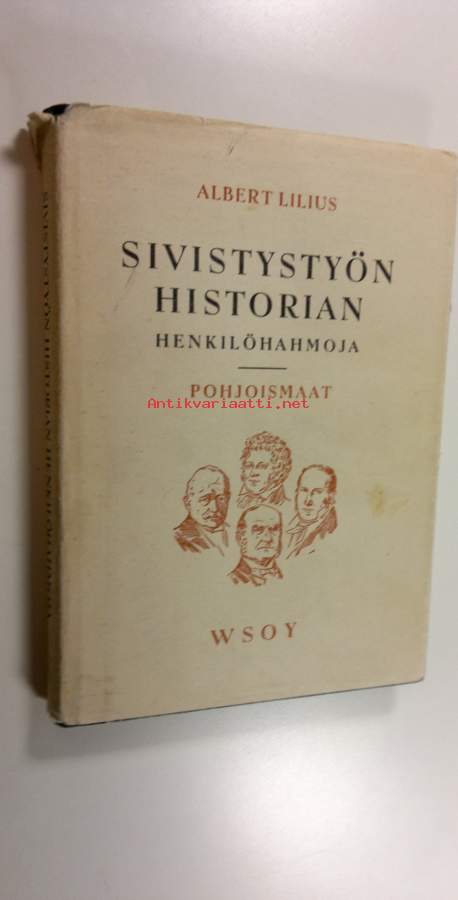 ALBERT LILIUS
SIVISTYSTYÖN
HISTORIAN
HENKILÖHAHMOJA
POHJOISMAAT
Antikvariaatti.net
WSOY
SIVISTYSTYÖN HISTORIAN HENKILÖHAHMOJA